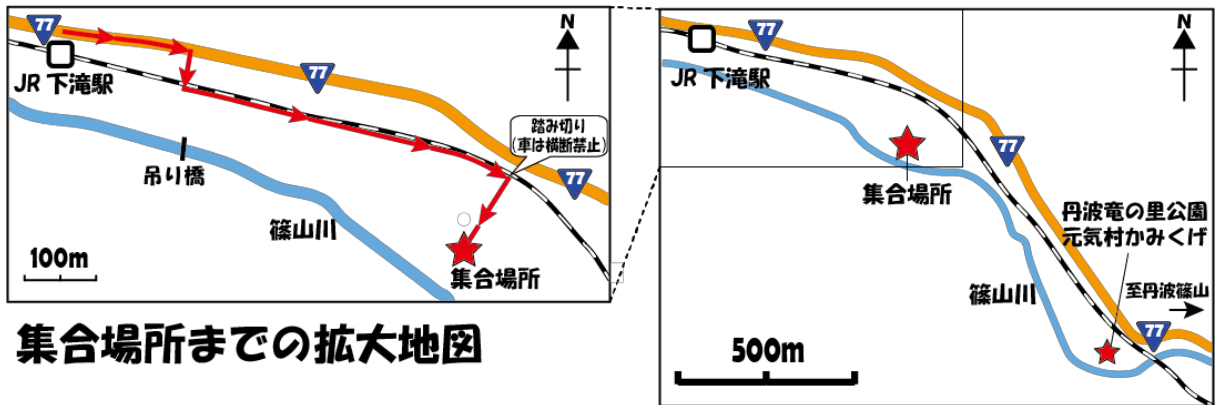 77
JR 下滝駅
77
N
踏み切り
(車は横断禁止)
77
吊り橋
篠山川
100m
集合場所
集合場所までの拡大地図
77
JR 下滝駅
N
77
集合場所
丹波竜の里公園
元気村かみくげ
篠山川
至丹波篠山
77
500m